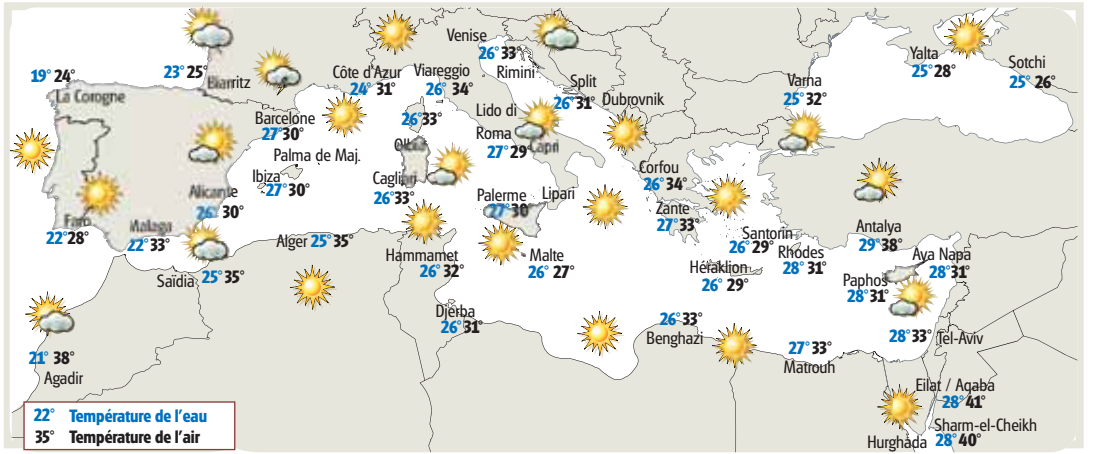 Venise
26° 33°
Rimini
Yalta
25° 28°
Sotchi
25° 26°
19° 24°
La Corogne
23° 25°
Biarritz
Côte d'Azur
24° 31°
Viareggio
26° 34°
Split
26° 31°
Varna
25° 32°
Dubrovnik
Barcelone
27° 30°
26° 33°
Olbia
Lido di
Roma
27° 29°
Capri
Palma de Maj.
Ibiza
27° 30°
Cagliari
26° 33°
Corfou
26° 34°
Alicante
26° 30°
Palerme
27° 30°
Lipari
Zante
27° 33°
Faro
22° 28°
Malaga
22° 33°
Alger 25° 35°
Santorin
26° 29°
Antalya
29° 38°
Hammamet
26° 32°
Malte
26° 27°
Rhodes
28° 31°
Aya Napa
28° 31°
Saïdia
25° 35°
Héraklion
26° 29°
Paphos
28° 31°
Djerba
26° 31°
26° 33°
Benghazi
28° 33°
Tel-Aviv
27° 33°
Matrouh
21° 38°
Agadir
Eilat / Aqaba
28° 41°
Sharm-el-Cheikh
28° 40°
Hurghada
22° Température de l'eau
35° Température de l'air